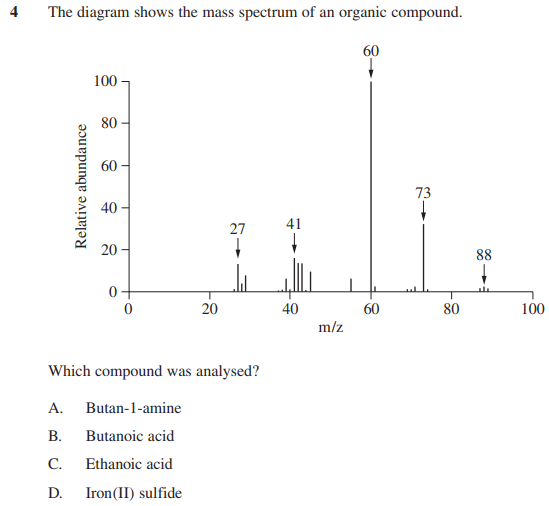 4 The diagram shows the mass spectrum of an organic compound.
60
100
80
60
40
20
0
Relative abundance
27
41
73
88
0 20 40 60 80 100
m/z
Which compound was analysed?
A. Butan-1-amine
B. Butanoic acid
C. Ethanoic acid
D. Iron(II) sulfide